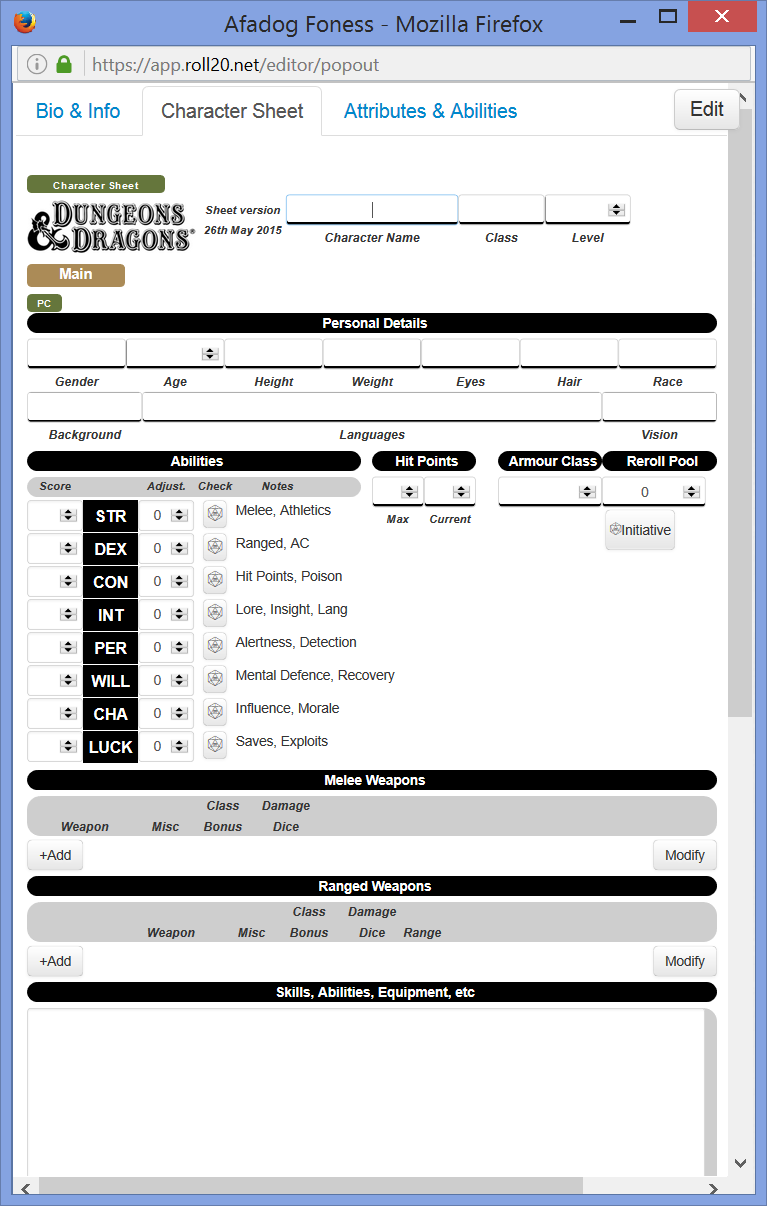 Afadog Foness - Mozilla Firefox
https://app.roll20.net/editor/popout
Bio & Info Character Sheet Attributes & Abilities Edit
Character Sheet
DUNGEONS & DRAGONS®
Sheet version
26th May 2015
Character Name Class Level
Main
PC
Personal Details
Gender Age Height Weight Eyes Hair Race
Background Languages Vision
Abilities Hit Points Armour Class Reroll Pool
Score Adjust. Check Notes
0
Max Current
Initiative
STR 0 Melee, Athletics
DEX 0 Ranged, AC
CON 0 Hit Points, Poison
INT 0 Lore, Insight, Lang
PER 0 Alertness, Detection
WILL 0 Mental Defence, Recovery
CHA 0 Influence, Morale
LUCK 0 Saves, Exploits
Melee Weapons
Class Damage
Weapon Misc Bonus Dice
+Add Modify
Ranged Weapons
Class Damage
Weapon Misc Bonus Dice Range
+Add Modify
Skills, Abilities, Equipment, etc